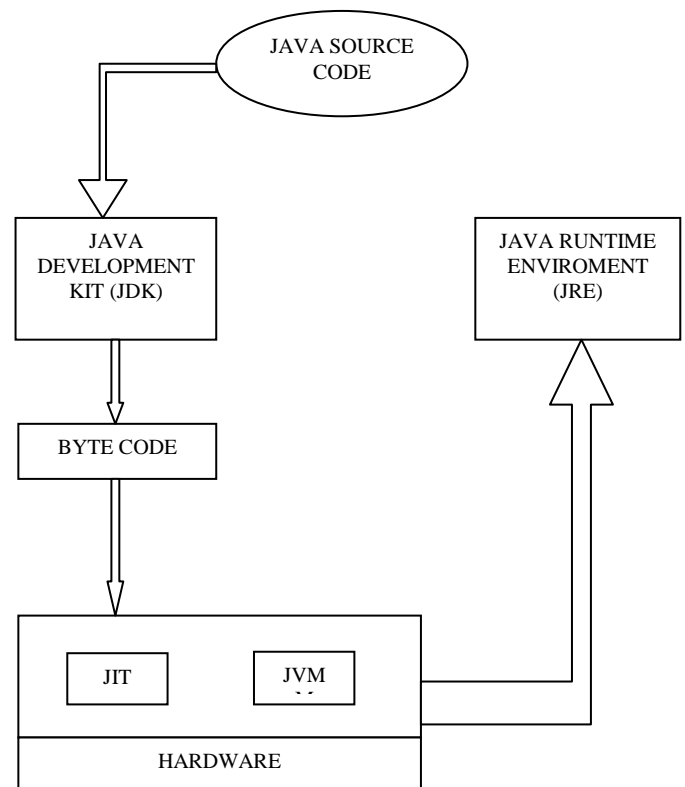 JAVA SOURCE
CODE
JAVA
DEVELOPMENT
KIT (JDK)
JAVA RUNTIME
ENVIROMENT
(JRE)
BYTE CODE
JIT
JVM
HARDWARE